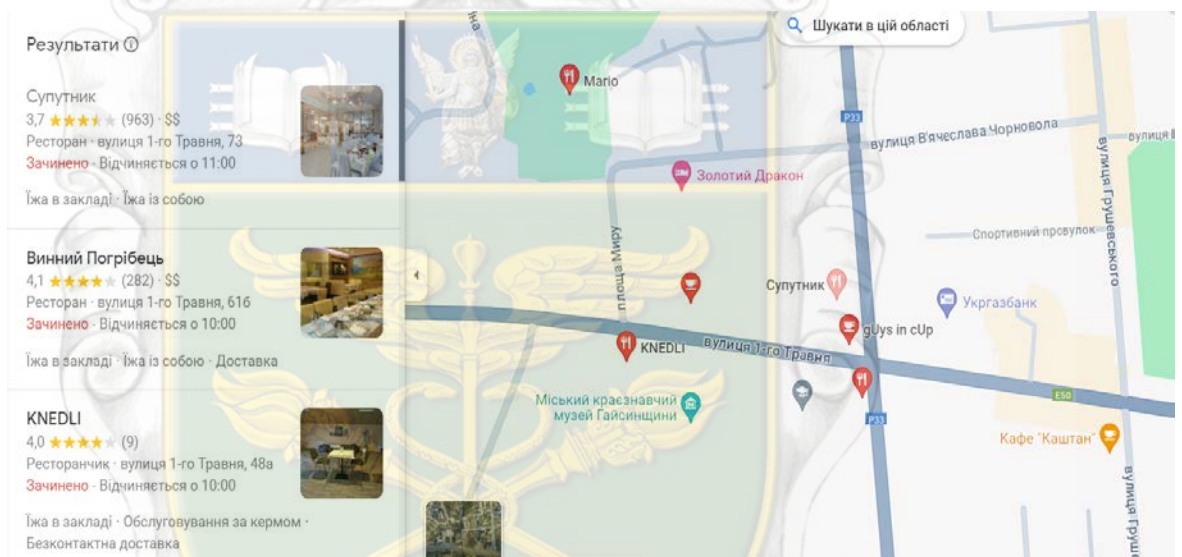 Результати
Супутник
3,7 (963) · $$
Ресторан · вулиця 1-го Травня, 73
Зачинено · Відчиняється о 11:00
Їжа в закладі · Їжа із собою
Винний Погрібець
4,1 (282) · $$
Ресторан · вулиця 1-го Травня, 61б
Зачинено · Відчиняється о 10:00
Їжа в закладі · Їжа із собою · Доставка
KNEDLI
4,0 (9)
Ресторанчик · вулиця 1-го Травня, 48а
Зачинено · Відчиняється о 10:00
Їжа в закладі · Обслуговування за кермом ·
Безконтактна доставка
Шукати в цій області
Mario
P33
вулиця В'ячеслава Чорновола
Золотий Дракон
вулиця Грушевського
площа Миру
Спортивний провулок
Супутник
Укргазбанк
gUys in cUp
KNEDLI
вулиця 1-го Травня
E50
Міський краєзнавчий
музей Гайсинщини
P33
Кафе "Каштан"